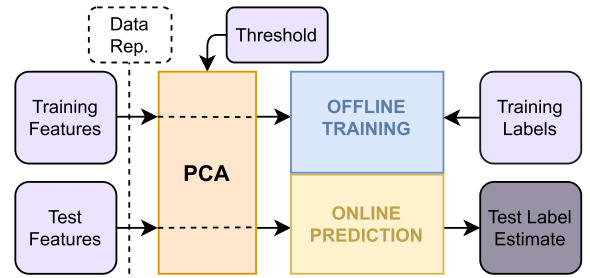 Data
Rep.
Threshold
Training
Features
OFFLINE
TRAINING
Training
Labels
PCA
Test
Features
ONLINE
PREDICTION
Test Label
Estimate